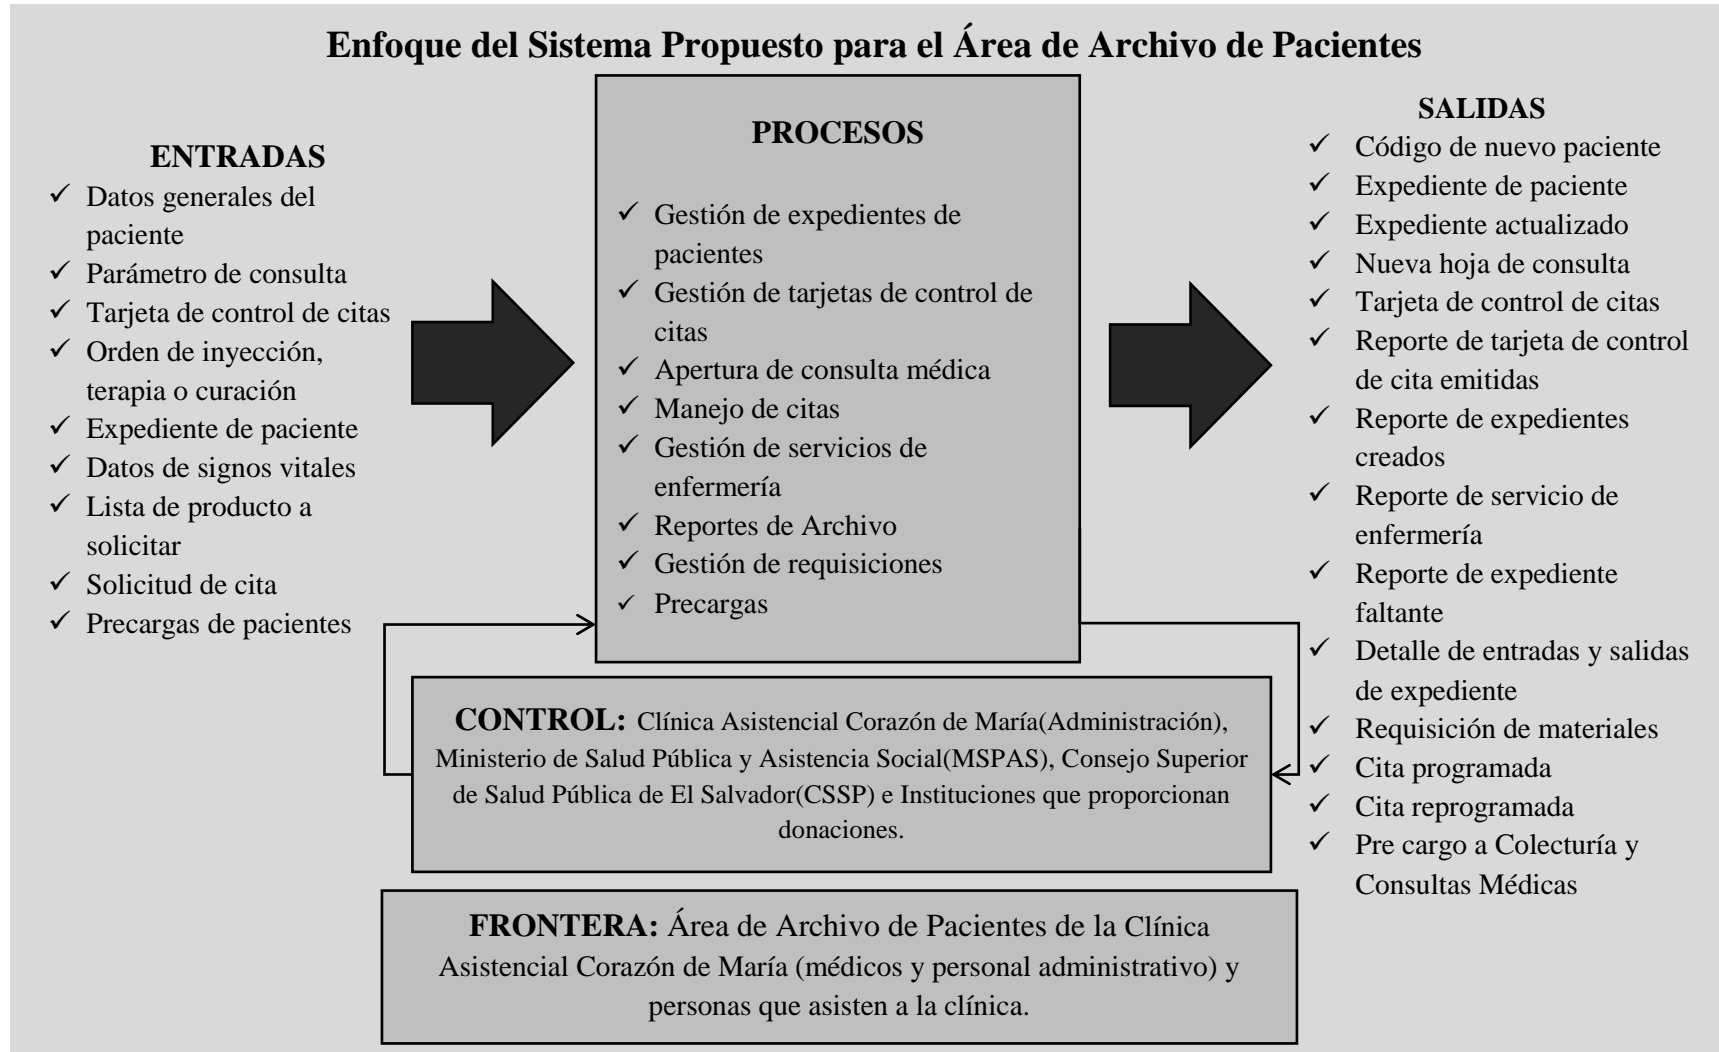 Enfoque del Sistema Propuesto para el Área de Archivo de Pacientes
ENTRADAS
✓ Datos generales del
paciente
✓ Parámetro de consulta
✓ Tarjeta de control de citas
✓ Orden de inyección,
terapia o curación
✓ Expediente de paciente
✓ Datos de signos vitales
✓ Lista de producto a
solicitar
✓ Solicitud de cita
✓ Precargas de pacientes
PROCESOS
✓ Gestión de expedientes de
pacientes
✓ Gestión de tarjetas de control de
citas
✓ Apertura de consulta médica
✓ Manejo de citas
✓ Gestión de servicios de
enfermería
✓ Reportes de Archivo
✓ Gestión de requisiciones
✓ Precargas
SALIDAS
✓ Código de nuevo paciente
✓ Expediente de paciente
✓ Expediente actualizado
✓ Nueva hoja de consulta
✓ Tarjeta de control de citas
✓ Reporte de tarjeta de control
de cita emitidas
✓ Reporte de expedientes
creados
✓ Reporte de servicio de
enfermería
✓ Reporte de expediente
faltante
✓ Detalle de entradas y salidas
de expediente
✓ Requisición de materiales
✓ Cita programada
✓ Cita reprogramada
✓ Pre cargo a Colecturía y
Consultas Médicas
CONTROL: Clínica Asistencial Corazón de María(Administración),
Ministerio de Salud Pública y Asistencia Social(MSPAS), Consejo Superior
de Salud Pública de El Salvador(CSSP) e Instituciones que proporcionan
donaciones.
FRONTERA: Área de Archivo de Pacientes de la Clínica
Asistencial Corazón de María (médicos y personal administrativo) y
personas que asisten a la clínica.